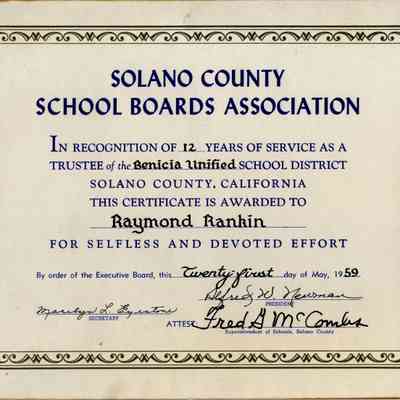 SOLANO COUNTY
SCHOOL BOARDS ASSOCIATION
IN RECOGNITION OF 12 YEARS OF SERVICE AS A
TRUSTEE of the Benicia Unified SCHOOL DISTRICT
SOLANO COUNTY, CALIFORNIA
THIS CERTIFICATE IS AWARDED TO
Raymond Rankin
FOR SELFLESS AND DEVOTED EFFORT
By order of the Executive Board, this Twenty-first day of May, 1959
Newman
PRESIDENT
Marilyn L.
SECRETARY
ATTEST Fred G McCombs
Superintendent of Schools, Solano County